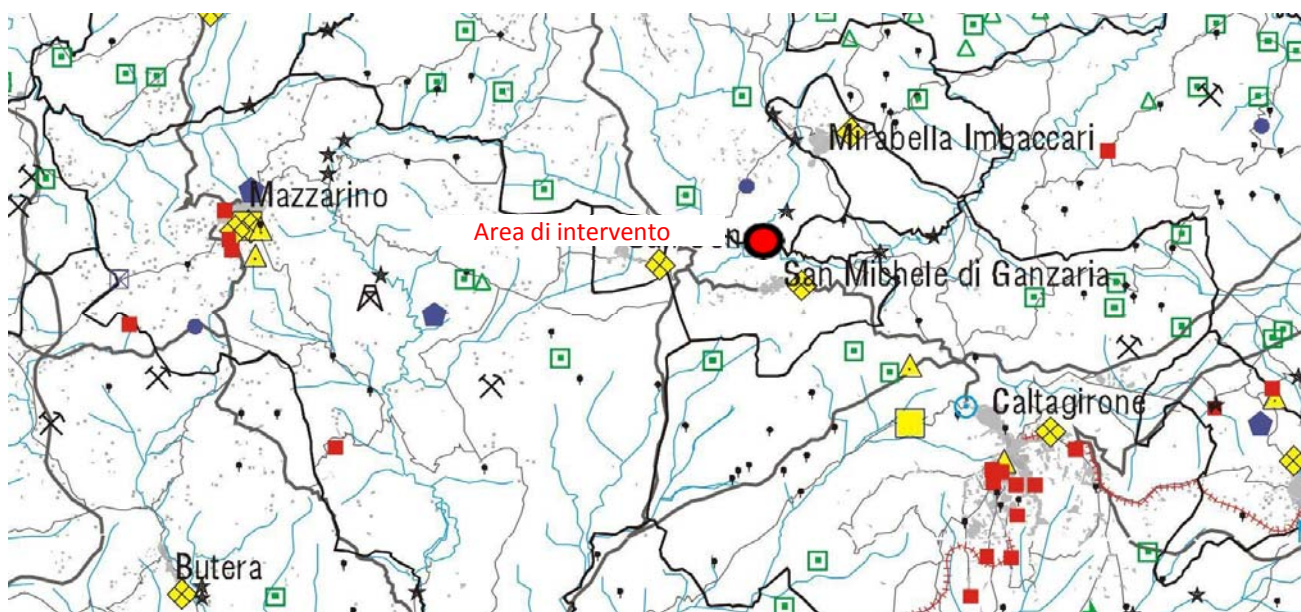 Mirabella Imbaccari
Mazzarino
Area di intervento
San Michele di Ganzaria
Caltagirone
Butera